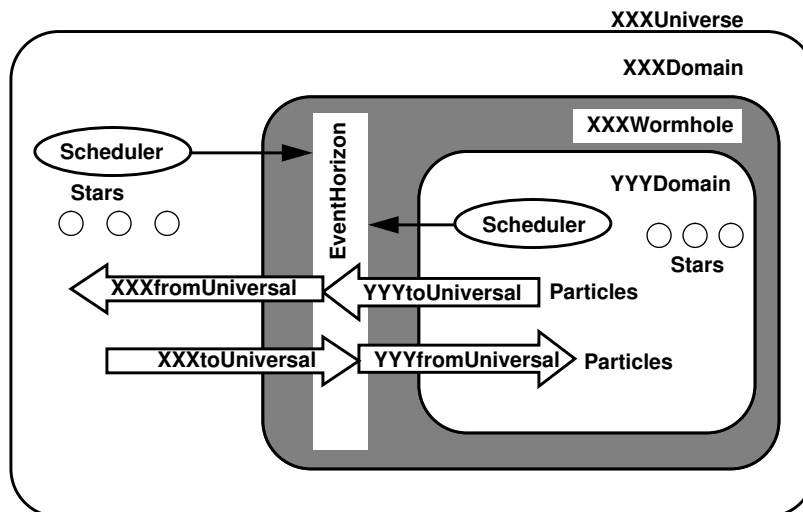 XXXUniverse
XXXDomain
XXXWormhole
EventHorizon
Scheduler
Stars
YYYDomain
Scheduler
Stars
XXXfromUniversal
YYYtoUniversal
Particles
XXXtoUniversal
YYYfromUniversal
Particles